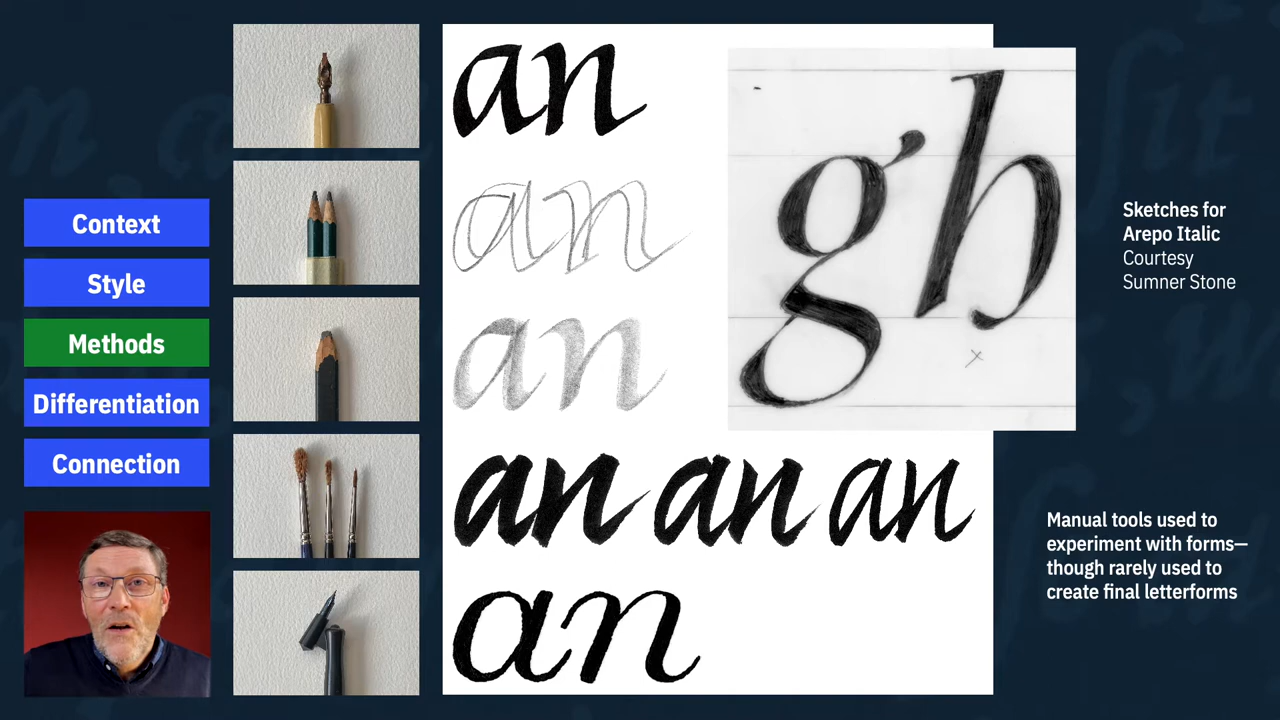 Context
Style
Methods
Differentiation
Connection
an
an
an
an an an
an
gh
Sketches for
Arepo Italic
Courtesy
Sumner Stone
Manual tools used to
experiment with forms—
though rarely used to
create final letterforms